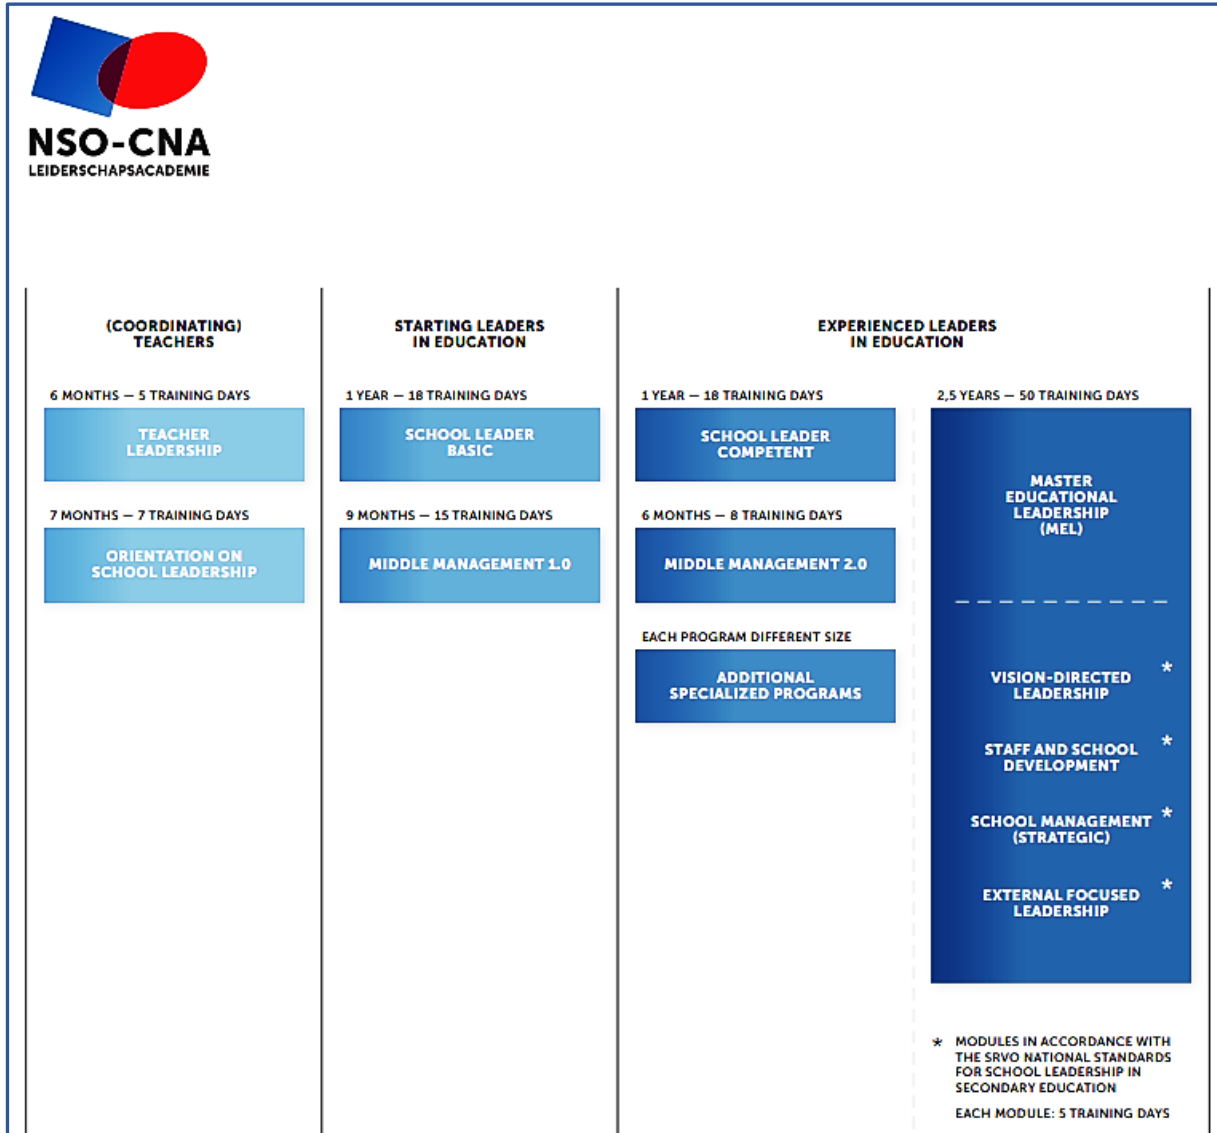 NSO-CNA
LEIDERSCHAPSACADEMIE
(COORDINATING)
TEACHERS
6 MONTHS — 5 TRAINING DAYS
TEACHER
LEADERSHIP
7 MONTHS — 7 TRAINING DAYS
ORIENTATION ON
SCHOOL LEADERSHIP
STARTING LEADERS
IN EDUCATION
1 YEAR — 18 TRAINING DAYS
SCHOOL LEADER
BASIC
9 MONTHS — 15 TRAINING DAYS
MIDDLE MANAGEMENT 1.0
EXPERIENCED LEADERS
IN EDUCATION
1 YEAR — 18 TRAINING DAYS
SCHOOL LEADER
COMPETENT
6 MONTHS — 8 TRAINING DAYS
MIDDLE MANAGEMENT 2.0
EACH PROGRAM DIFFERENT SIZE
ADDITIONAL
SPECIALIZED PROGRAMS
2,5 YEARS — 50 TRAINING DAYS
MASTER
EDUCATIONAL
LEADERSHIP
(MEL)
VISION-DIRECTED *
LEADERSHIP
STAFF AND SCHOOL *
DEVELOPMENT
SCHOOL MANAGEMENT *
(STRATEGIC)
EXTERNAL FOCUSED *
LEADERSHIP
* MODULES IN ACCORDANCE WITH
THE SRVO NATIONAL STANDARDS
FOR SCHOOL LEADERSHIP IN
SECONDARY EDUCATION
EACH MODULE: 5 TRAINING DAYS